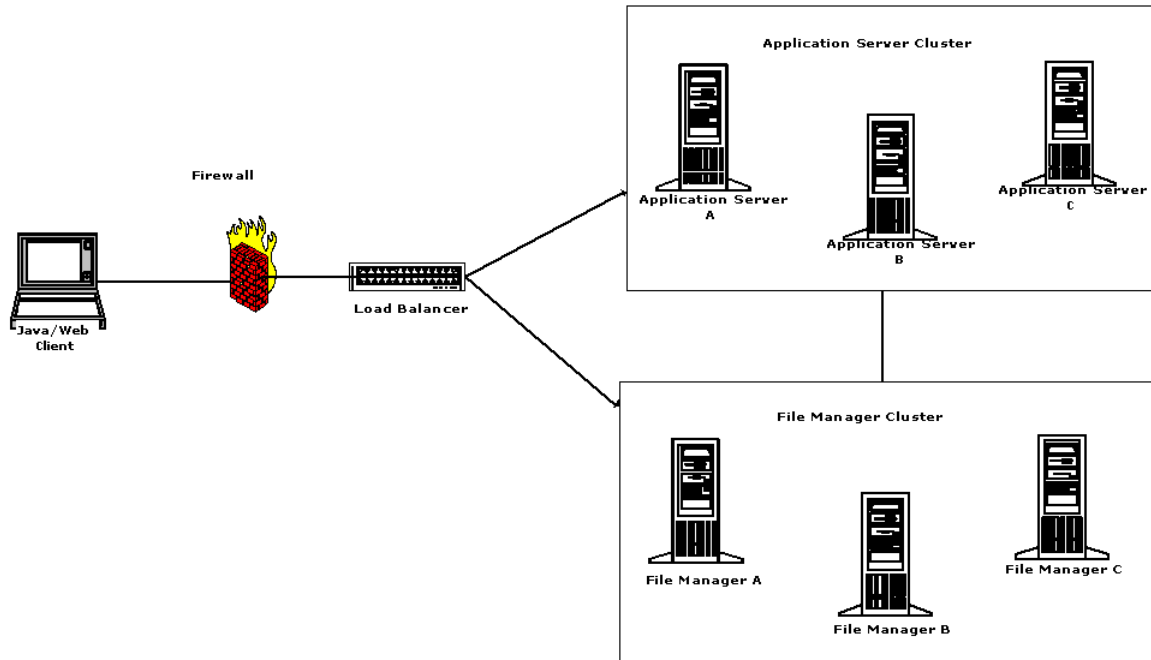 Application Server Cluster
Application Server
A
Application Server
B
Application Server
C
Firewall
Java/Web
Client
Load Balancer
File Manager Cluster
File Manager A
File Manager B
File Manager C